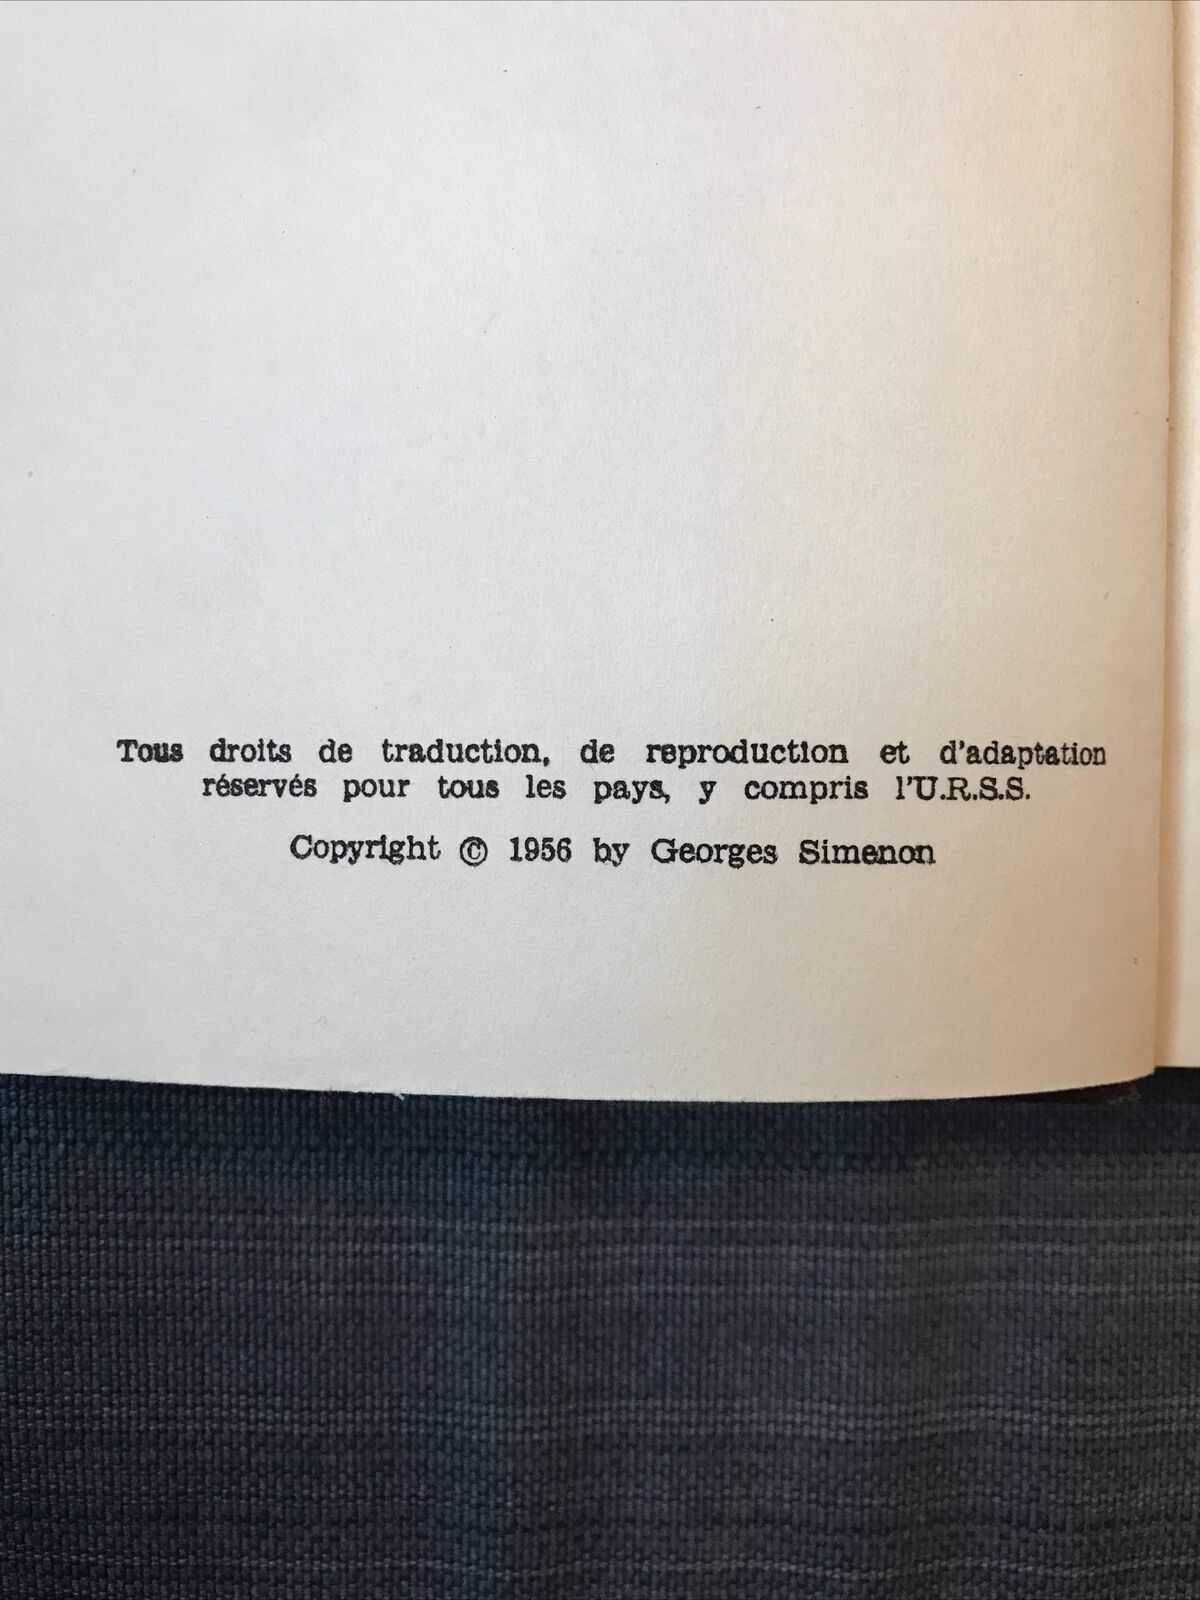 Tous droits de traduction, de reproduction et d'adaptation
réservés pour tous les pays, y compris l'U.R.S.S.
Copyright © 1956 by Georges Simenon